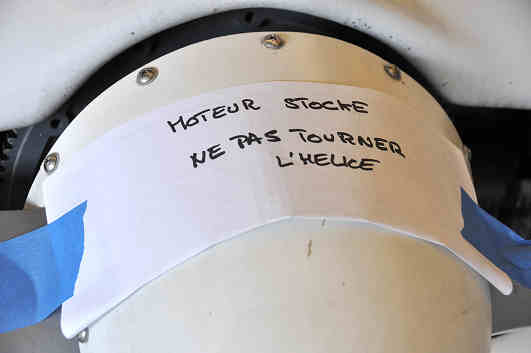 MOTEUR STOCKE
NE PAS TOURNER
L'HELICE